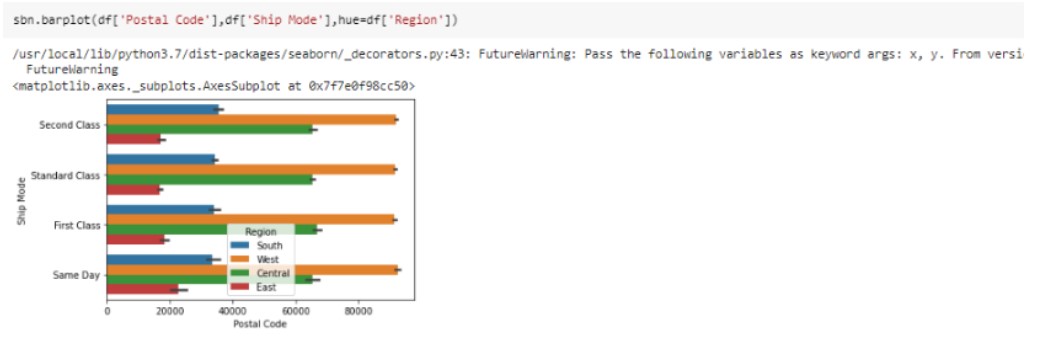 sbn.barplot(df['Postal Code'],df['Ship Mode'],hue=df['Region'])
/usr/local/lib/python3.7/dist-packages/seaborn/_decorators.py:43: FutureWarning: Pass the following variables as keyword args: x, y. From versi
FutureWarning
<matplotlib.axes._subplots.AxesSubplot at 0x7f7e0f98cc50>
Second Class
Standard Class
Ship Mode
First Class
Region
South
West
Same Day
Central
East
0 20000 40000 60000 80000
Postal Code